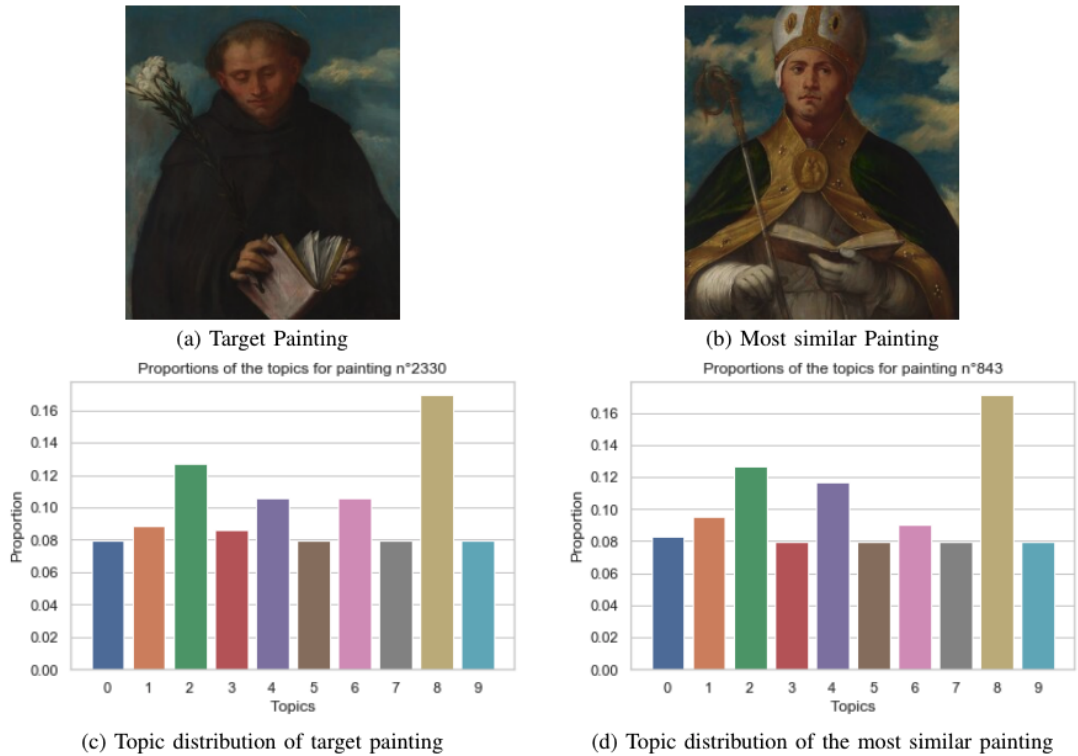 (a) Target Painting
(b) Most similar Painting
Proportions of the topics for painting n°2330
Proportion
0.16
0.14
0.12
0.10
0.08
0.06
0.04
0.02
0.00
0 1 2 3 4 5 6 7 8 9
Topics
(c) Topic distribution of target painting
Proportions of the topics for painting n°843
Proportion
0.16
0.14
0.12
0.10
0.08
0.06
0.04
0.02
0.00
0 1 2 3 4 5 6 7 8 9
Topics
(d) Topic distribution of the most similar painting